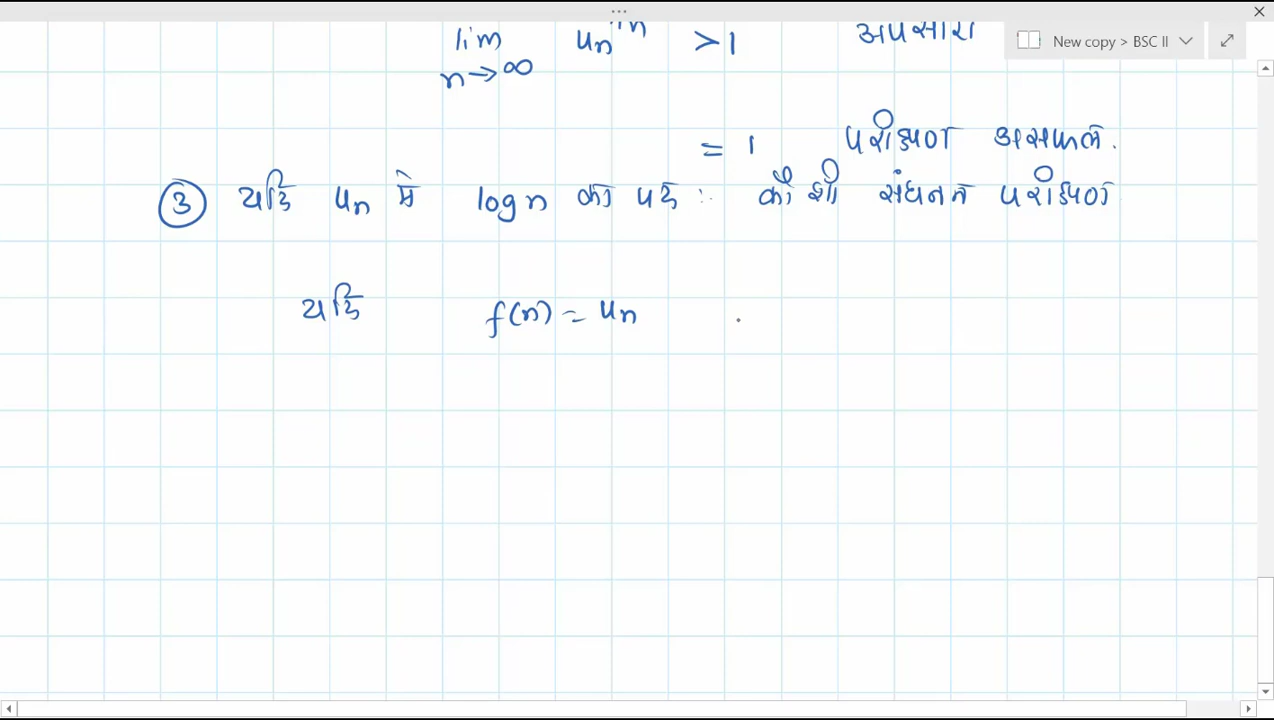 New copy > BSC II
lim uₙ^(1/n) > 1 अपसारी
n→∞
= 1 परीक्षण असफल.
③ यदि uₙ में log n का पद : कौशी संघनन परीक्षण
यदि f(n) = uₙ